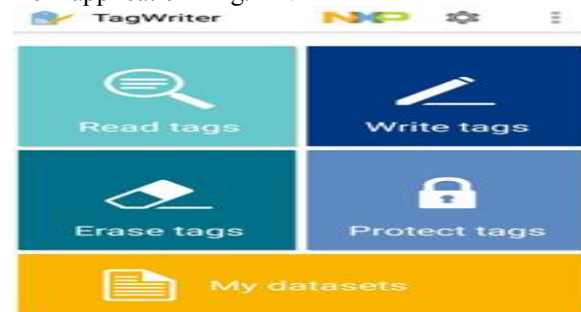 TagWriter NXP
Read tags Write tags
Erase tags Protect tags
My datasets